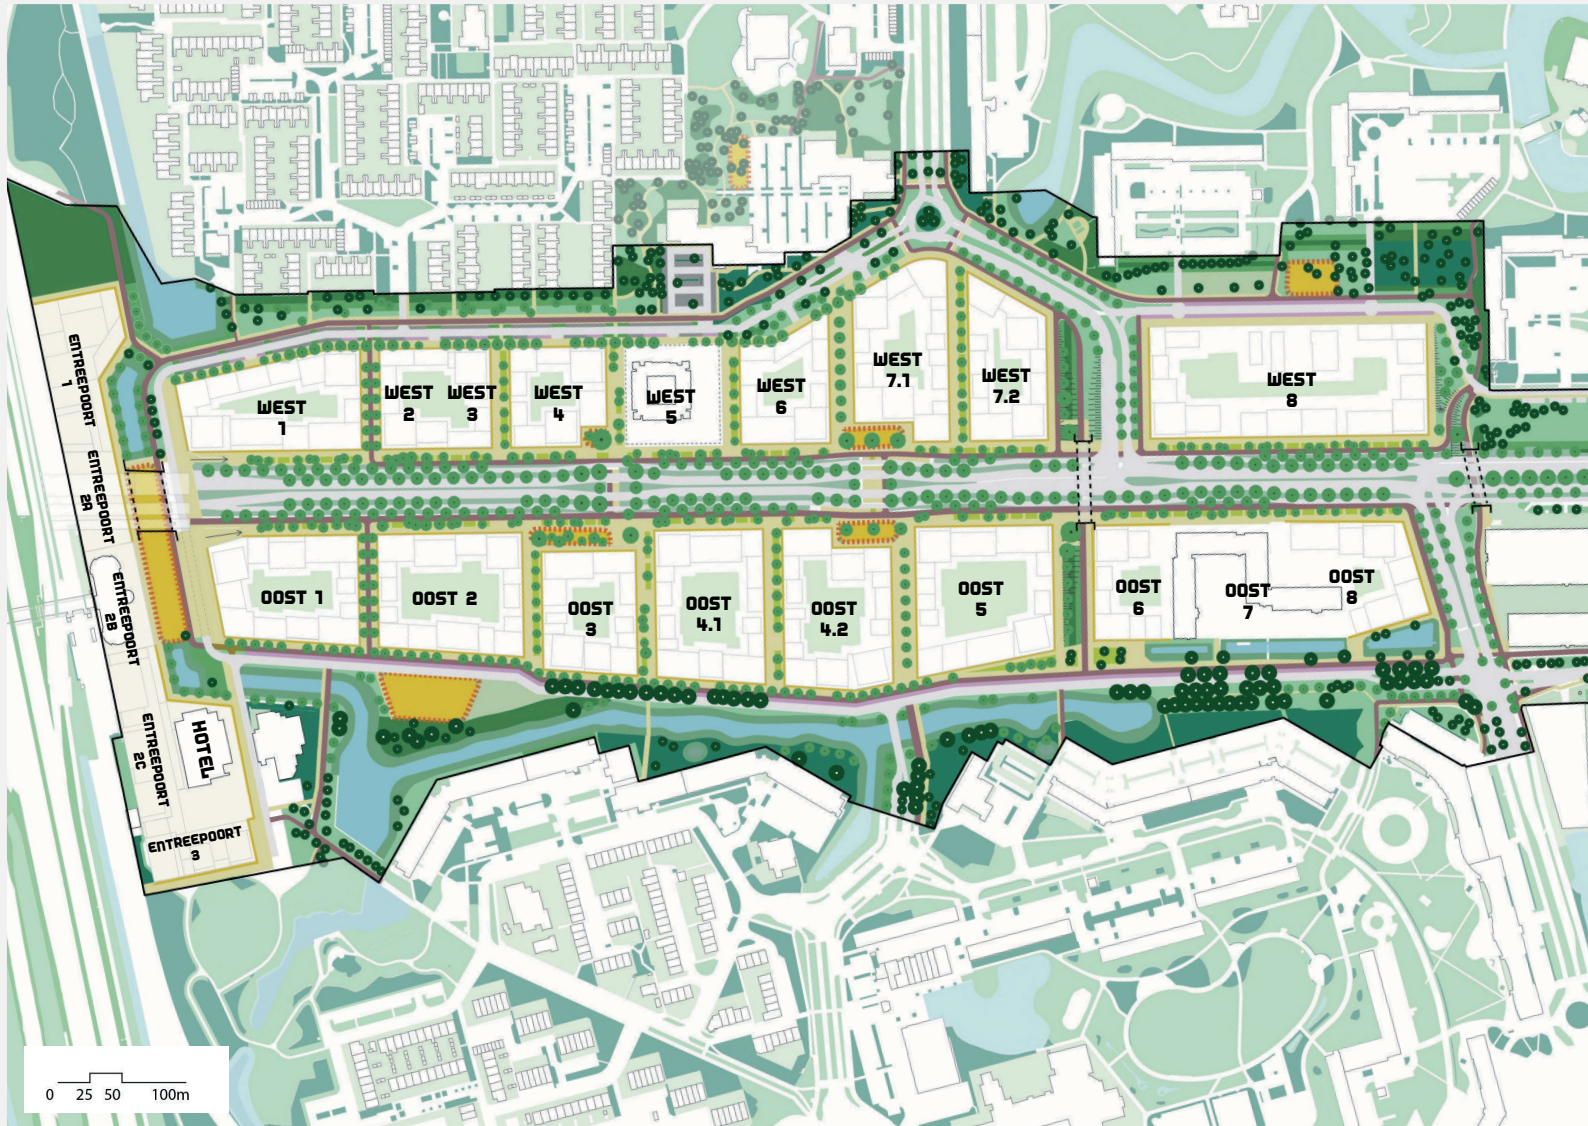 ENTREEPOORT
1
ENTREEPOORT
2A
ENTREEPOORT
2B
ENTREEPOORT
2C
ENTREEPOORT
3
HOTEL
WEST
1
WEST
2
WEST
3
WEST
4
WEST
5
WEST
6
WEST
7.1
WEST
7.2
WEST
8
OOST 1
OOST 2
OOST
3
OOST
4.1
OOST
4.2
OOST
5
OOST
6
OOST
7
OOST
8
0 25 50 100m